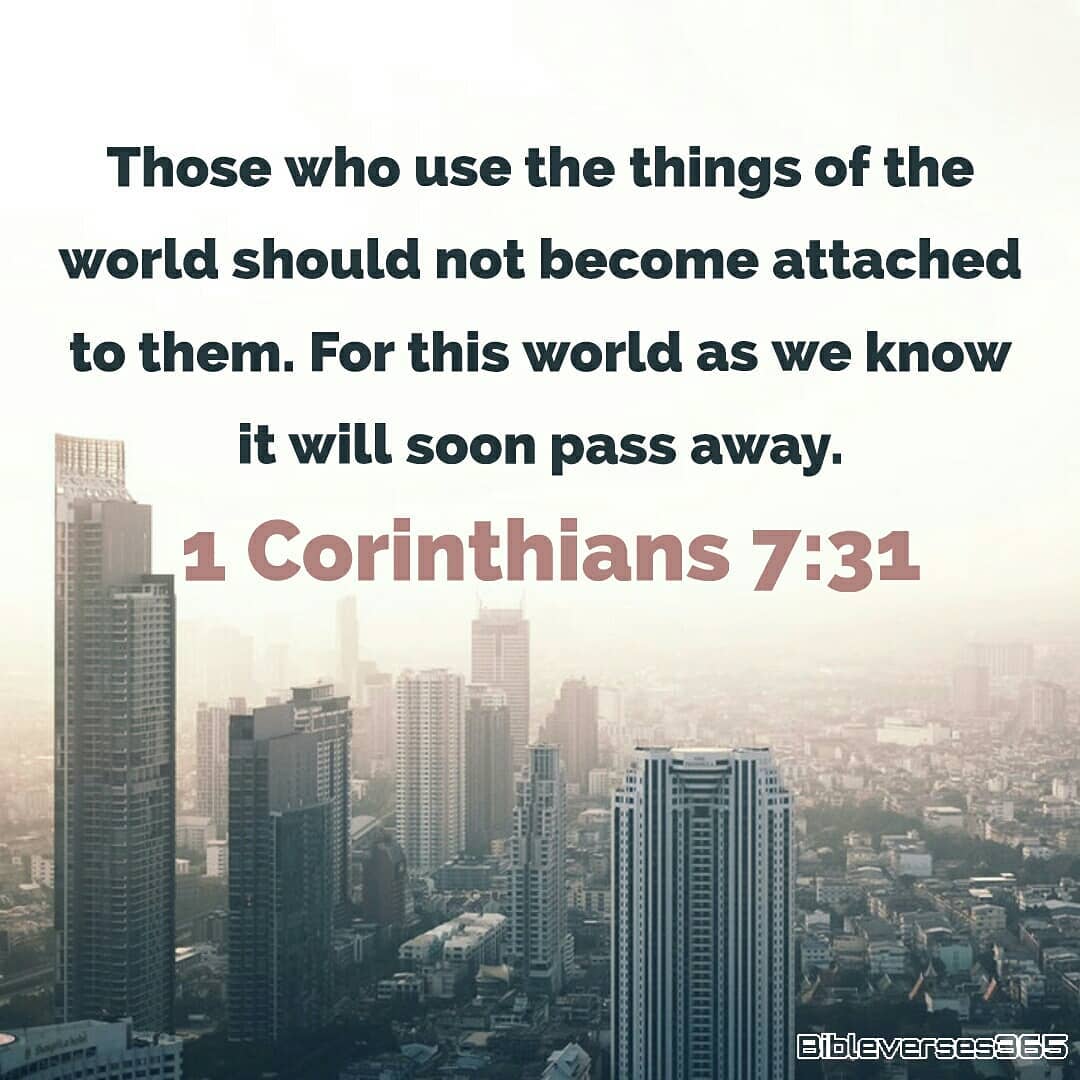 Those who use the things of the
world should not become attached
to them. For this world as we know
it will soon pass away.
1 Corinthians 7:31
Bibleverses365